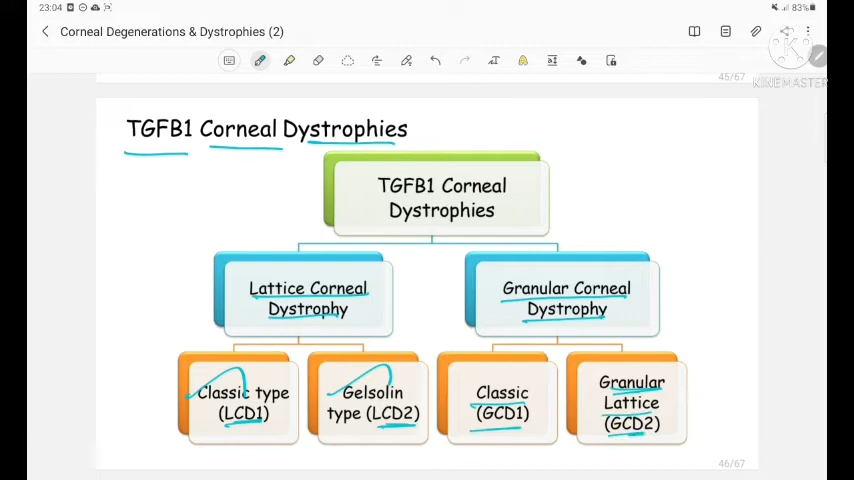 23:04
83%
Corneal Degenerations & Dystrophies (2)
KINEMASTER
45/67
TGFB1 Corneal Dystrophies
TGFB1 Corneal
Dystrophies
Lattice Corneal
Dystrophy
Granular Corneal
Dystrophy
Classic type
(LCD1)
Gelsolin
type (LCD2)
Classic
(GCD1)
Granular
Lattice
(GCD2)
46/67